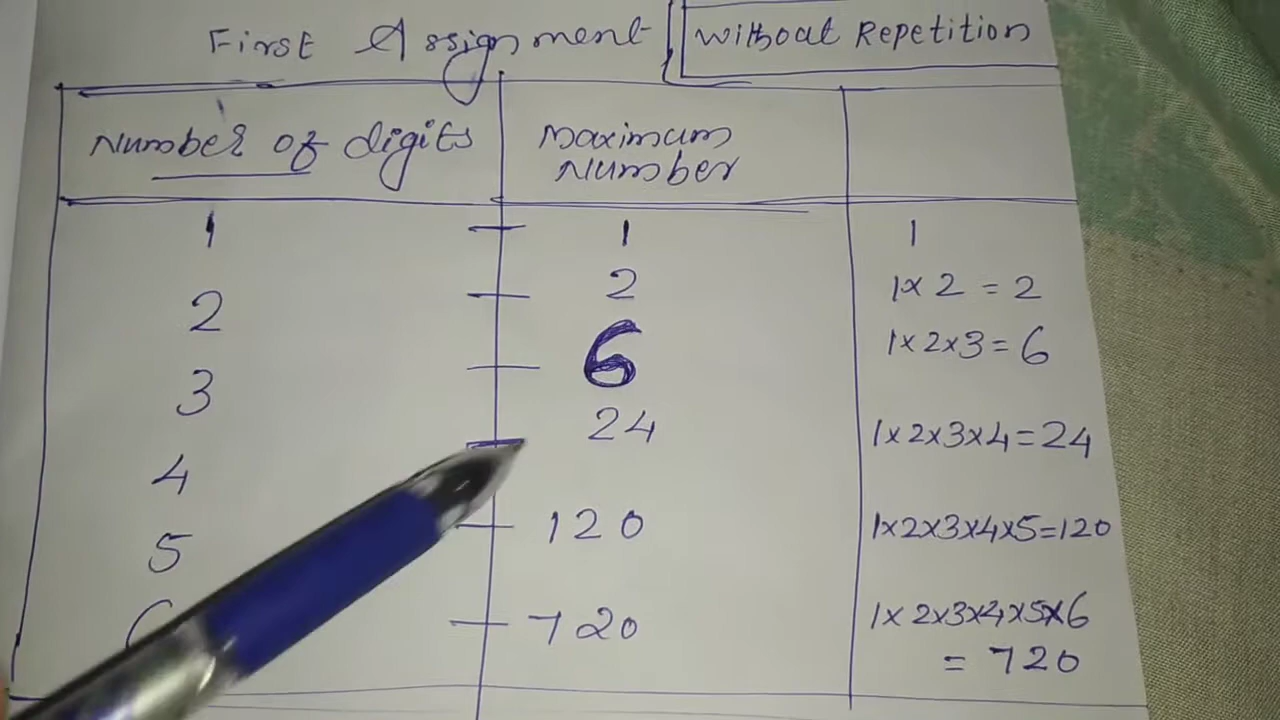 First Assignment
Without Repetition
Number of digits
Maximum Number
1 1 1
2 2 1x2=2
3 6 1x2x3=6
4 24 1x2x3x4=24
5 120 1x2x3x4x5=120
720 1x2x3x4x5x6
= 720